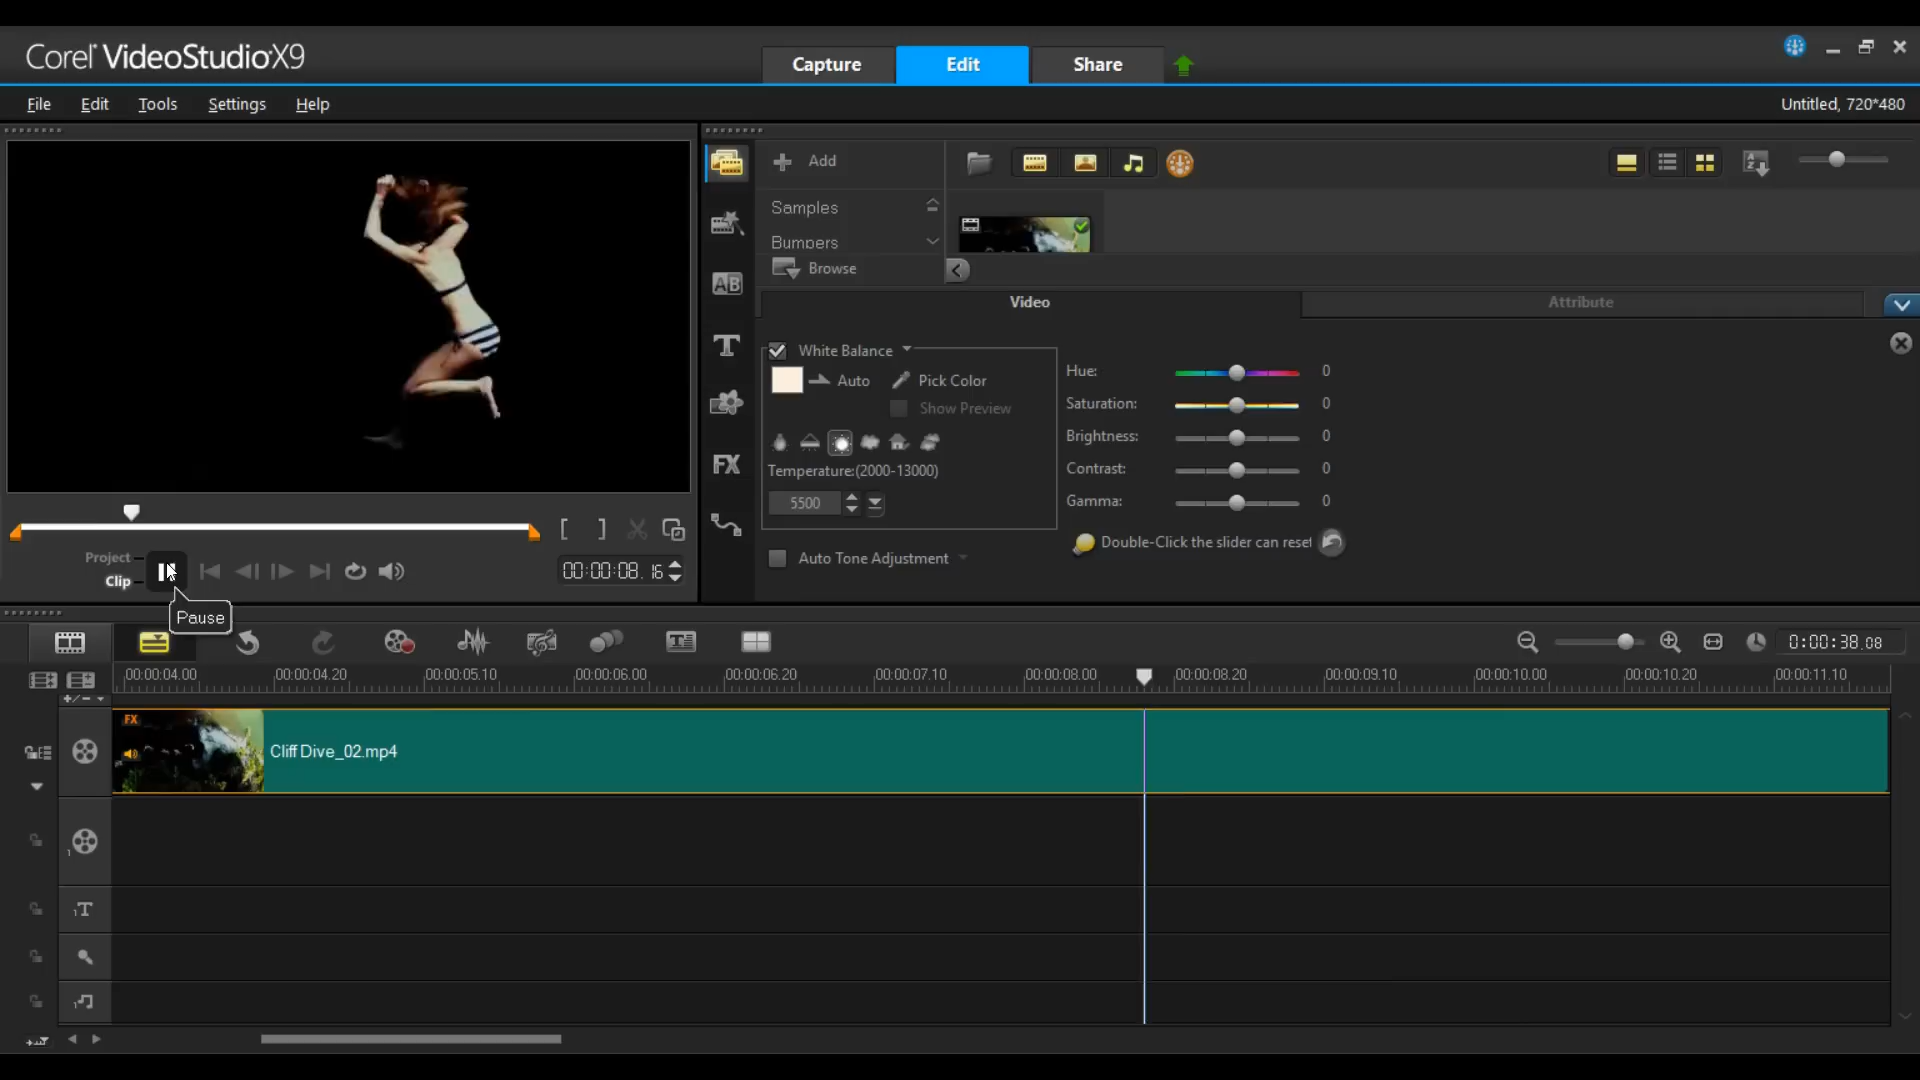 Corel VideoStudio X9
Capture
Edit
Share
File
Edit
Tools
Settings
Help
Untitled, 720*480
Add
Samples
Bumpers
Browse
Video
Attribute
White Balance
Auto
Pick Color
Show Preview
Temperature:(2000-13000)
5500
Auto Tone Adjustment
Hue:
0
Saturation:
0
Brightness:
0
Contrast:
0
Gamma:
0
Double-Click the slider can reset
AB
T
FX
Project
Clip
[ ]
00:00:08. 16
Pause
0:00:38.08
00:00:04.00
00:00:04.20
00:00:05.10
00:00:06.00
00:00:06.20
00:00:07.10
00:00:08.00
00:00:08.20
00:00:09.10
00:00:10.00
00:00:10.20
00:00:11.10
FX
Cliff Dive_02.mp4
1
1T
1